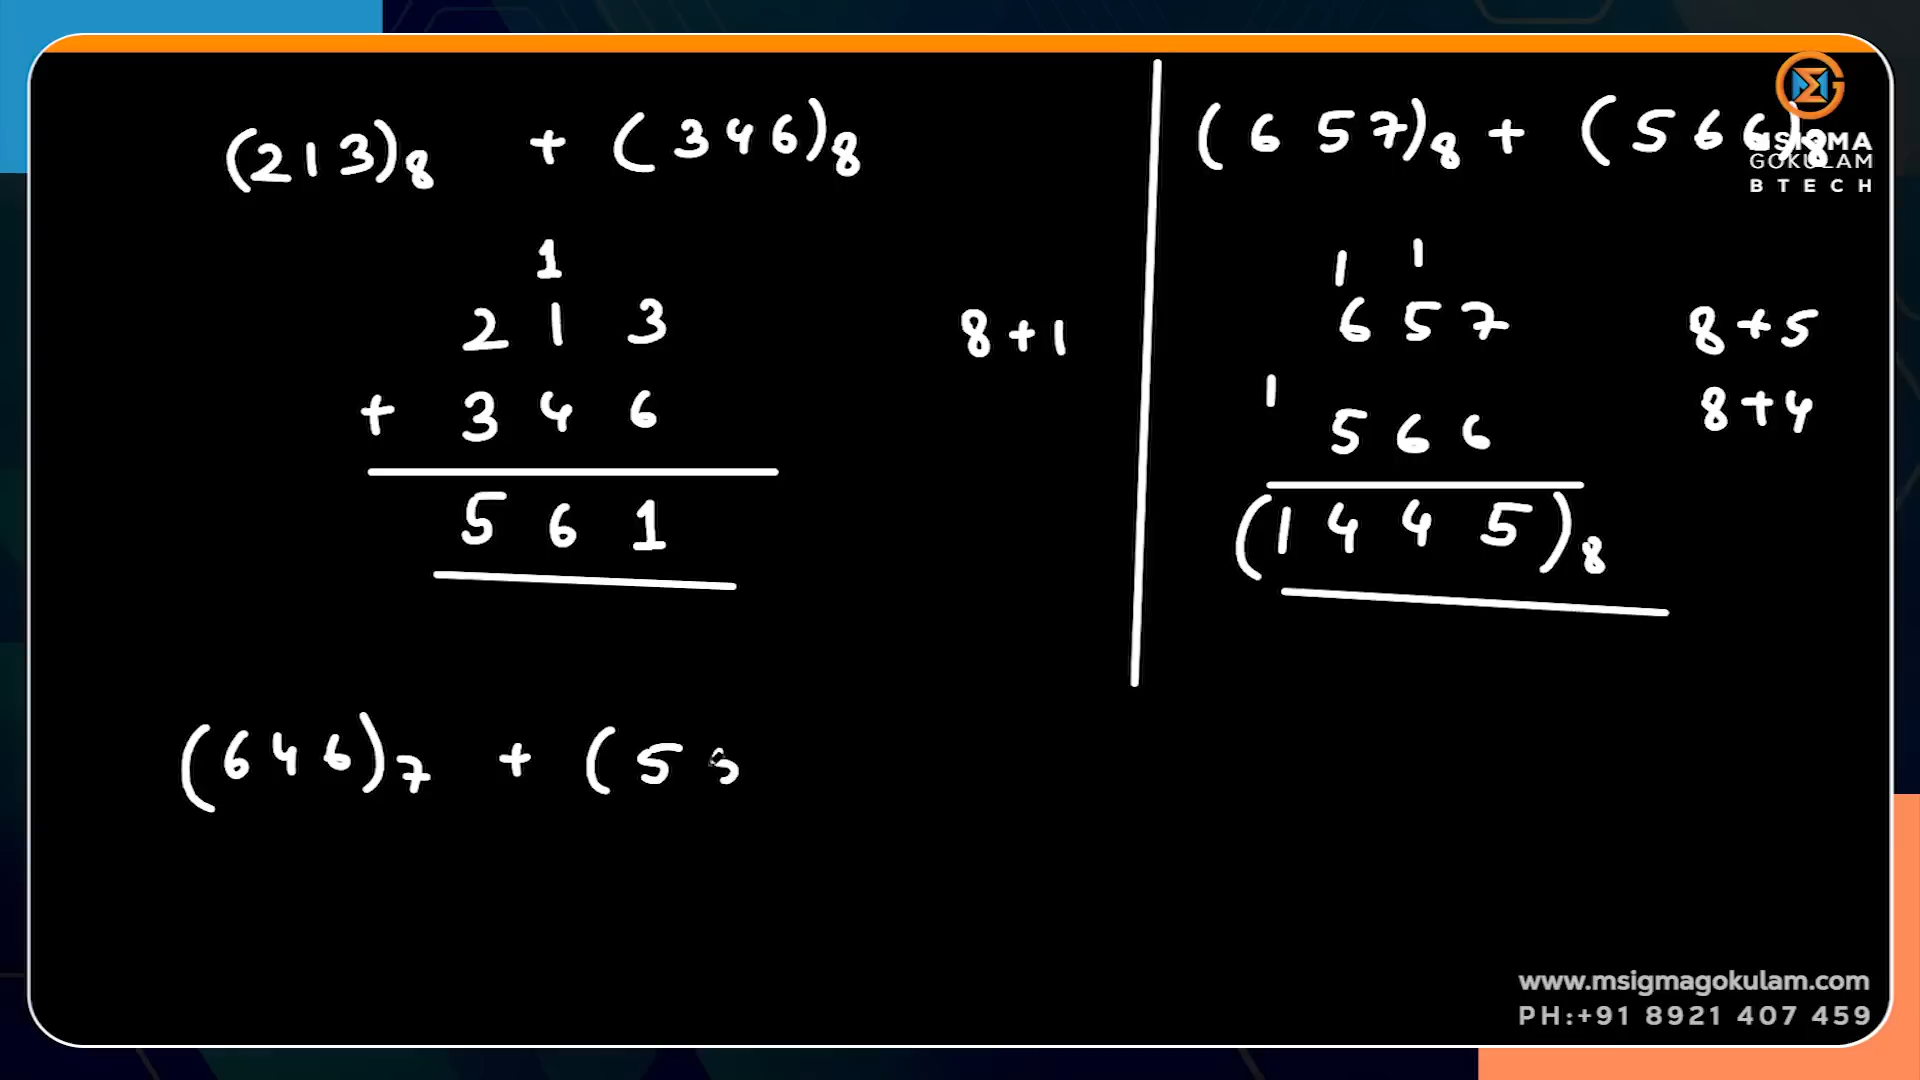 (213)8 + (346)8
1
2 1 3
+ 3 4 6
5 6 1
8 + 1
(657)8 + (566)8
1 1
6 5 7
1
5 6 6
(1 4 4 5)8
8 + 5
8 + 4
(646)7 + (5
MSIGMA
GOKULAM
BTECH
www.msigmagokulam.com
PH:+91 8921 407 459